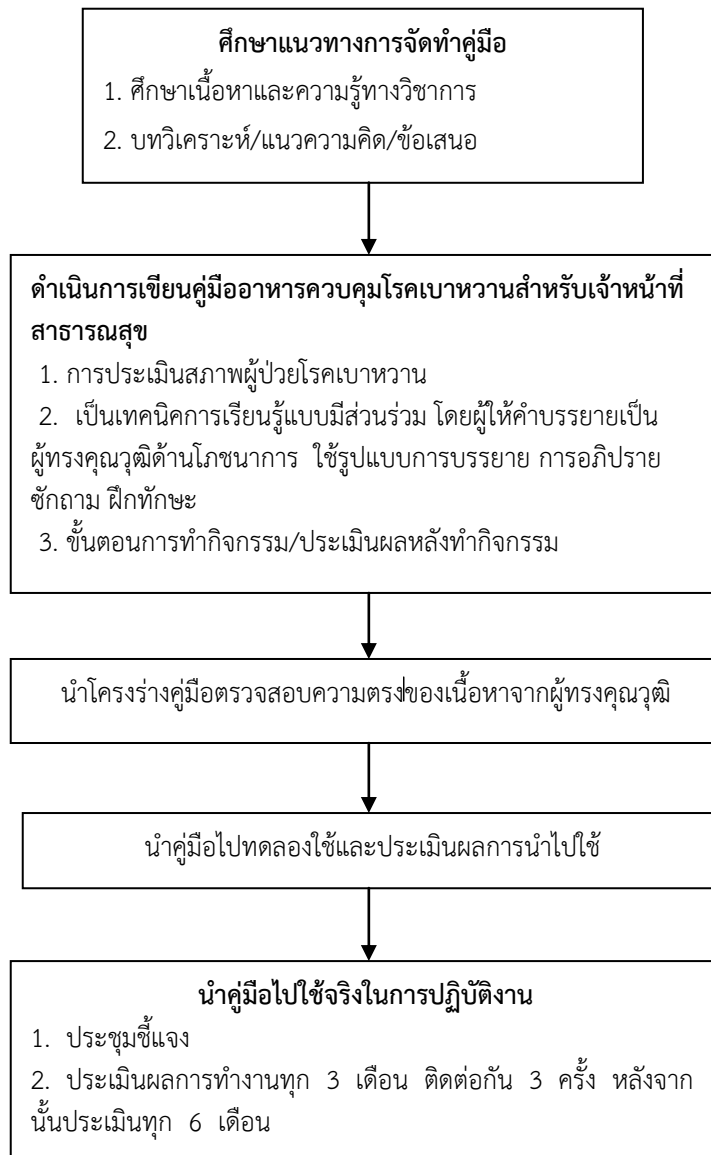 ศึกษาแนวทางการจัดทำคู่มือ
1. ศึกษาเนื้อหาและความรู้ทางวิชาการ
2. บทวิเคราะห์/แนวความคิด/ข้อเสนอ
ดำเนินการเขียนคู่มืออาหารควบคุมโรคเบาหวานสำหรับเจ้าหน้าที่
สาธารณสุข
1. การประเมินสภาพผู้ป่วยโรคเบาหวาน
2. เป็นเทคนิคการเรียนรู้แบบมีส่วนร่วม โดยผู้ให้คำบรรยายเป็น
ผู้ทรงคุณวุฒิด้านโภชนาการ ใช้รูปแบบการบรรยาย การอภิปราย
ซักถาม ฝึกทักษะ
3. ขั้นตอนการทำกิจกรรม/ประเมินผลหลังทำกิจกรรม
นำโครงร่างคู่มือตรวจสอบความตรงของเนื้อหาจากผู้ทรงคุณวุฒิ
นำคู่มือไปทดลองใช้และประเมินผลการนำไปใช้
นำคู่มือไปใช้จริงในการปฏิบัติงาน
1. ประชุมชี้แจง
2. ประเมินผลการทำงานทุก 3 เดือน ติดต่อกัน 3 ครั้ง หลังจาก
นั้นประเมินทุก 6 เดือน